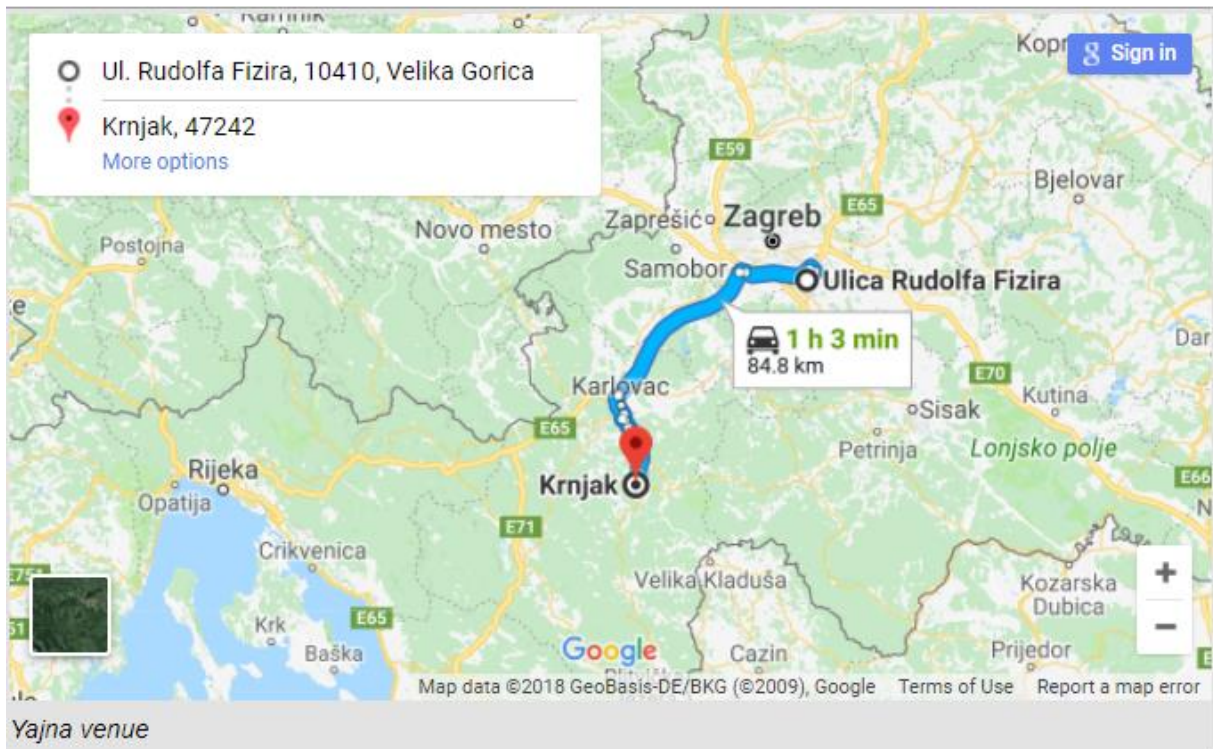 Kamnik
Ul. Rudolfa Fizira, 10410, Velika Gorica
Krnjak, 47242
More options
Kopr
8 Sign in
E59
Bjelovar
E65
Novo mesto
Zaprešić
Zagreb
Postojna
Samobor
Ulica Rudolfa Fizira
1 h 3 min
84.8 km
Dar
E70
Karlovac
Kutina
Sisak
E65
Petrinja
Lonjsko polje
Rijeka
Krnjak
E66
Opatija
E71
Crikvenica
Velika Kladuša
Kozarska
Dubica
+
Krk
E65
Baška
Google
Cazin
Prijedor
−
Map data ©2018 GeoBasis-DE/BKG (©2009), Google
Terms of Use
Report a map error
Yajna venue